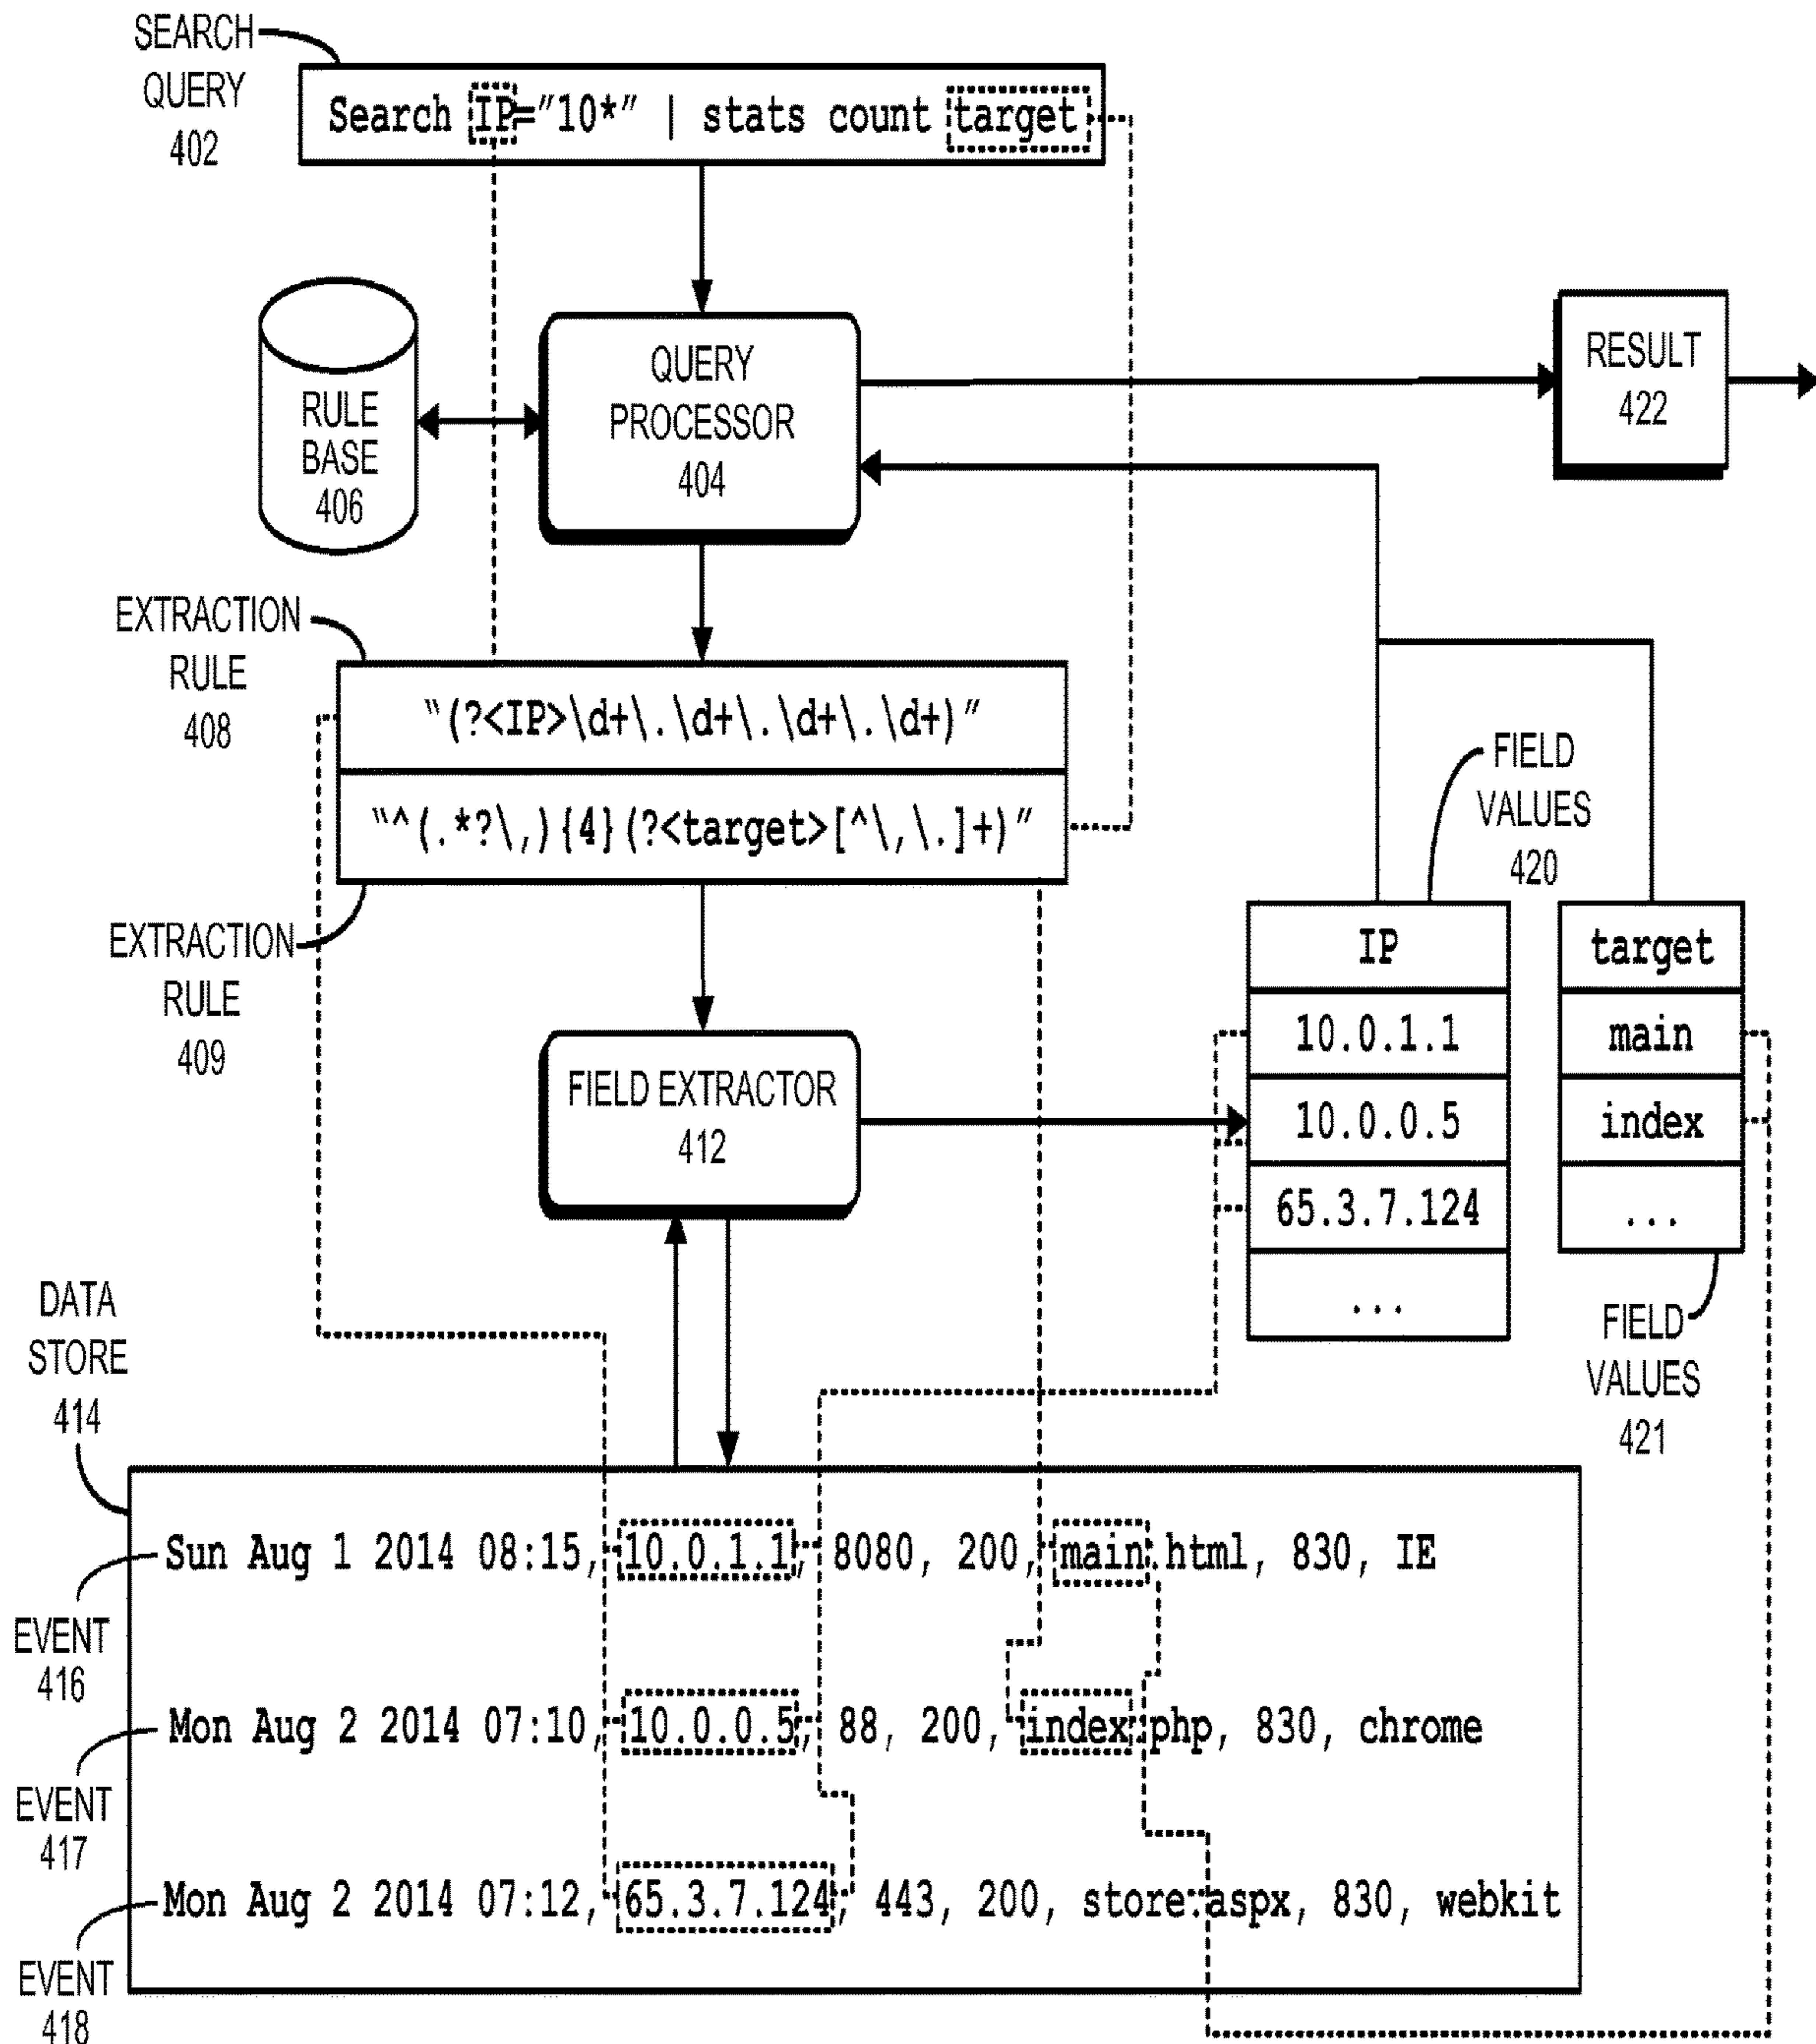 SEARCH
QUERY
402
Search IP="10*" | stats count target
RULE
BASE
406
QUERY
PROCESSOR
404
RESULT
422
EXTRACTION
RULE
408
"(?<IP>\d+\.\d+\.\d+\.\d+)"
"^(.*?\,){4}(?<target>[^\,\.]+)"
EXTRACTION
RULE
409
FIELD
VALUES
420
IP
10.0.1.1
10.0.0.5
65.3.7.124
...
target
main
index
...
FIELD
VALUES
421
FIELD EXTRACTOR
412
DATA
STORE
414
Sun Aug 1 2014 08:15, 10.0.1.1, 8080, 200, main.html, 830, IE
EVENT
416
Mon Aug 2 2014 07:10, 10.0.0.5, 88, 200, index.php, 830, chrome
EVENT
417
Mon Aug 2 2014 07:12, 65.3.7.124, 443, 200, store.aspx, 830, webkit
EVENT
418